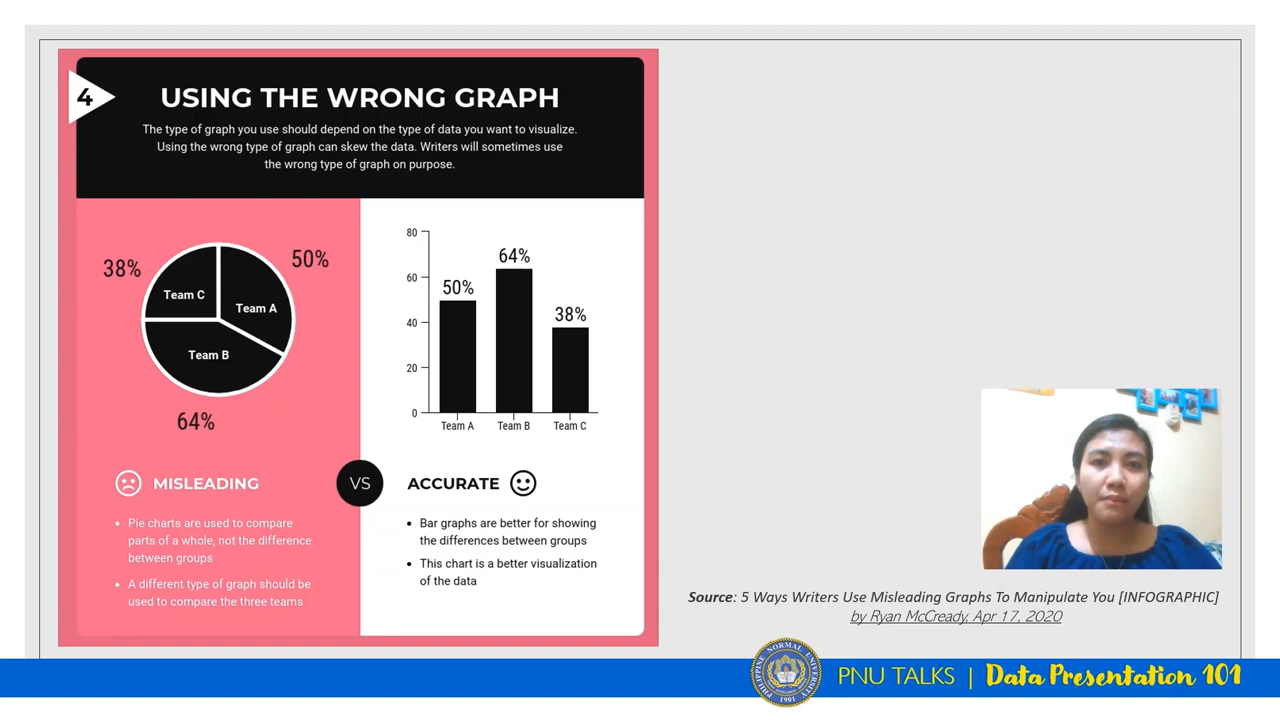 4
USING THE WRONG GRAPH
The type of graph you use should depend on the type of data you want to visualize.
Using the wrong type of graph can skew the data. Writers will sometimes use
the wrong type of graph on purpose.
38%
50%
Team C
Team A
Team B
64%
MISLEADING
Pie charts are used to compare
parts of a whole, not the difference
between groups
A different type of graph should be
used to compare the three teams
VS
80
60
40
20
0
50%
64%
38%
Team A
Team B
Team C
ACCURATE
Bar graphs are better for showing
the differences between groups
This chart is a better visualization
of the data
Source: 5 Ways Writers Use Misleading Graphs To Manipulate You [INFOGRAPHIC]
by Ryan McCready, Apr 17, 2020
PHILIPPINE NORMAL UNIVERSITY
1901
PNU TALKS | Data Presentation 101